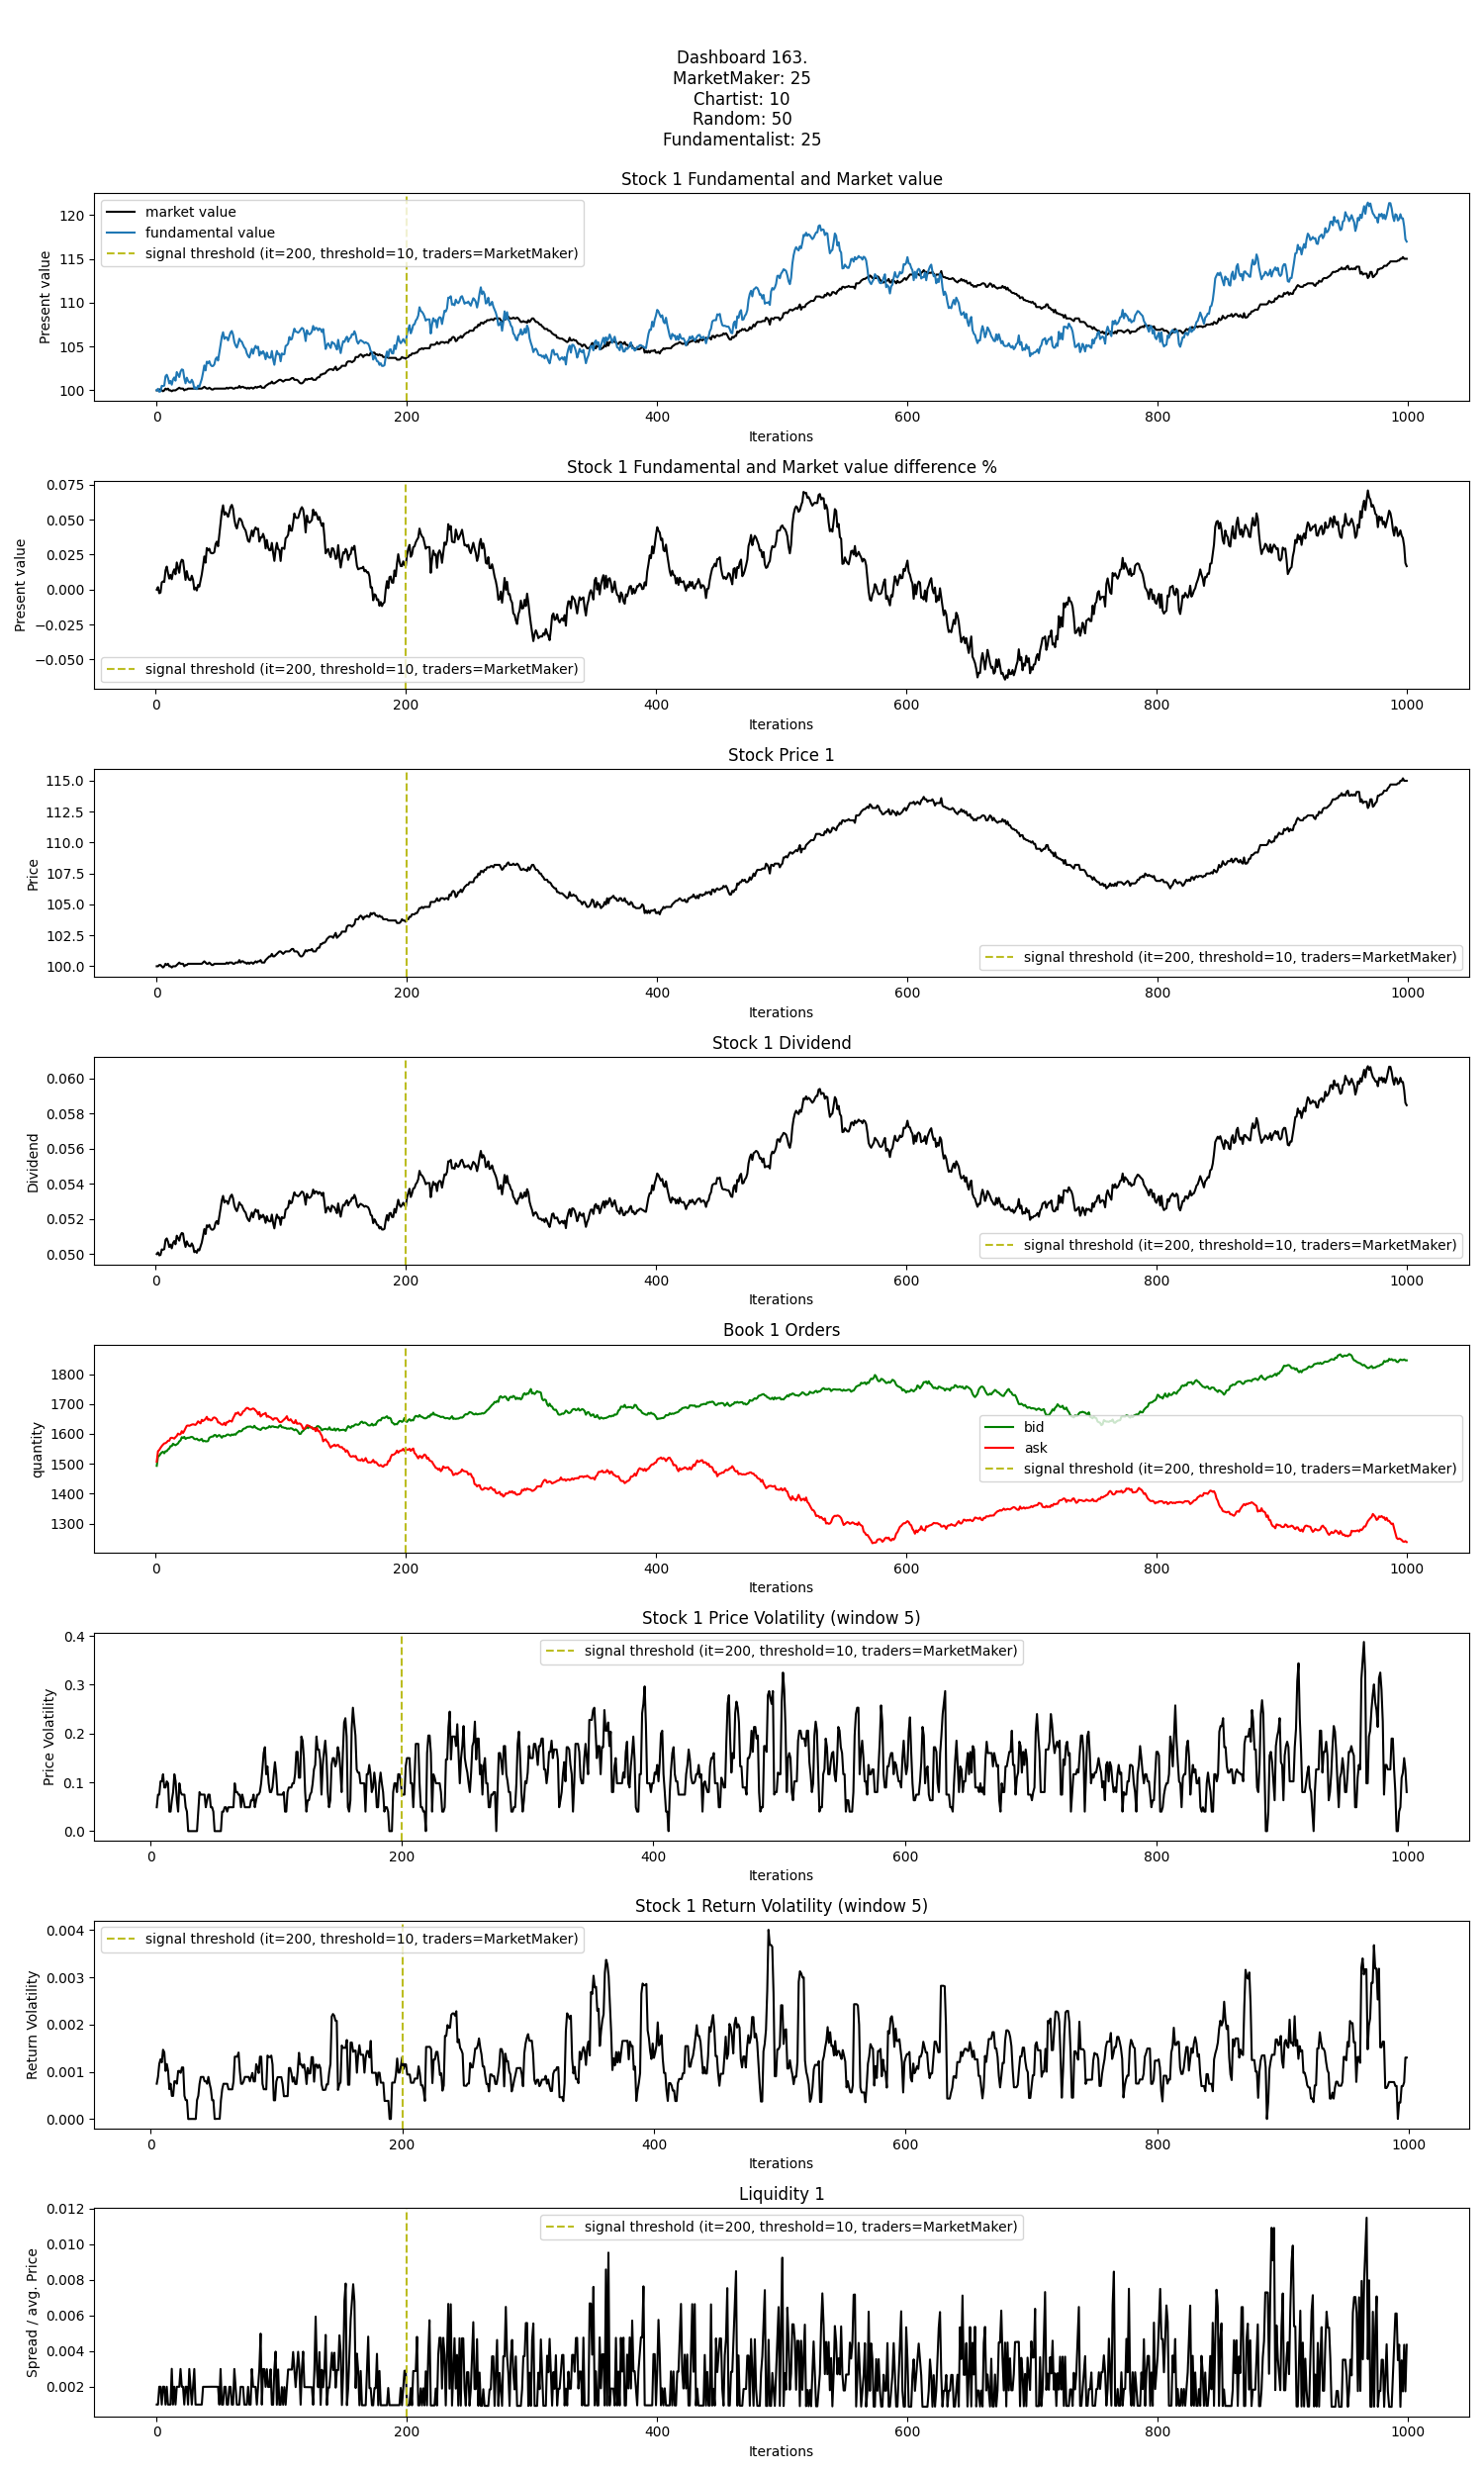 Dashboard 163.
MarketMaker: 25
Chartist: 10
Random: 50
Fundamentalist: 25
Stock 1 Fundamental and Market value
market value
fundamental value
signal threshold (it=200, threshold=10, traders=MarketMaker)
Present value
120
115
110
105
100
0 200 400 600 800 1000
Iterations
Stock 1 Fundamental and Market value difference %
Present value
0.075
0.050
0.025
0.000
−0.025
−0.050
signal threshold (it=200, threshold=10, traders=MarketMaker)
0 200 400 600 800 1000
Iterations
Stock Price 1
Price
115.0
112.5
110.0
107.5
105.0
102.5
100.0
signal threshold (it=200, threshold=10, traders=MarketMaker)
0 200 400 600 800 1000
Iterations
Stock 1 Dividend
Dividend
0.060
0.058
0.056
0.054
0.052
0.050
signal threshold (it=200, threshold=10, traders=MarketMaker)
0 200 400 600 800 1000
Iterations
Book 1 Orders
quantity
1800
1700
1600
1500
1400
1300
bid
ask
signal threshold (it=200, threshold=10, traders=MarketMaker)
0 200 400 600 800 1000
Iterations
Stock 1 Price Volatility (window 5)
signal threshold (it=200, threshold=10, traders=MarketMaker)
Price Volatility
0.4
0.3
0.2
0.1
0.0
0 200 400 600 800 1000
Iterations
Stock 1 Return Volatility (window 5)
signal threshold (it=200, threshold=10, traders=MarketMaker)
Return Volatility
0.004
0.003
0.002
0.001
0.000
0 200 400 600 800 1000
Iterations
Liquidity 1
signal threshold (it=200, threshold=10, traders=MarketMaker)
Spread / avg. Price
0.012
0.010
0.008
0.006
0.004
0.002
0 200 400 600 800 1000
Iterations